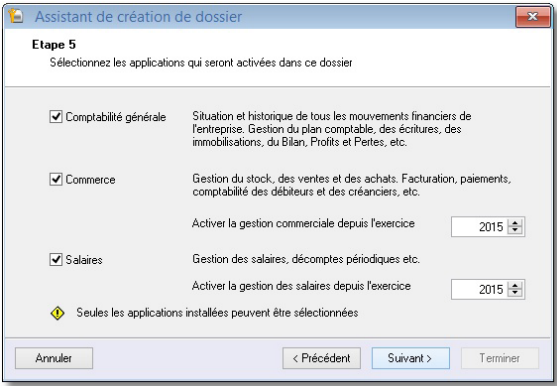 Assistant de création de dossier
Etape 5
Sélectionnez les applications qui seront activées dans ce dossier
Comptabilité générale
Situation et historique de tous les mouvements financiers de
l'entreprise. Gestion du plan comptable, des écritures, des
immobilisations, du Bilan, Profits et Pertes, etc.
Commerce
Gestion du stock, des ventes et des achats. Facturation, paiements,
comptabilité des débiteurs et des créanciers, etc.
Activer la gestion commerciale depuis l'exercice 2015
Salaires
Gestion des salaires, décomptes périodiques etc.
Activer la gestion des salaires depuis l'exercice 2015
Seules les applications installées peuvent être sélectionnées
Annuler
< Précédent
Suivant >
Terminer